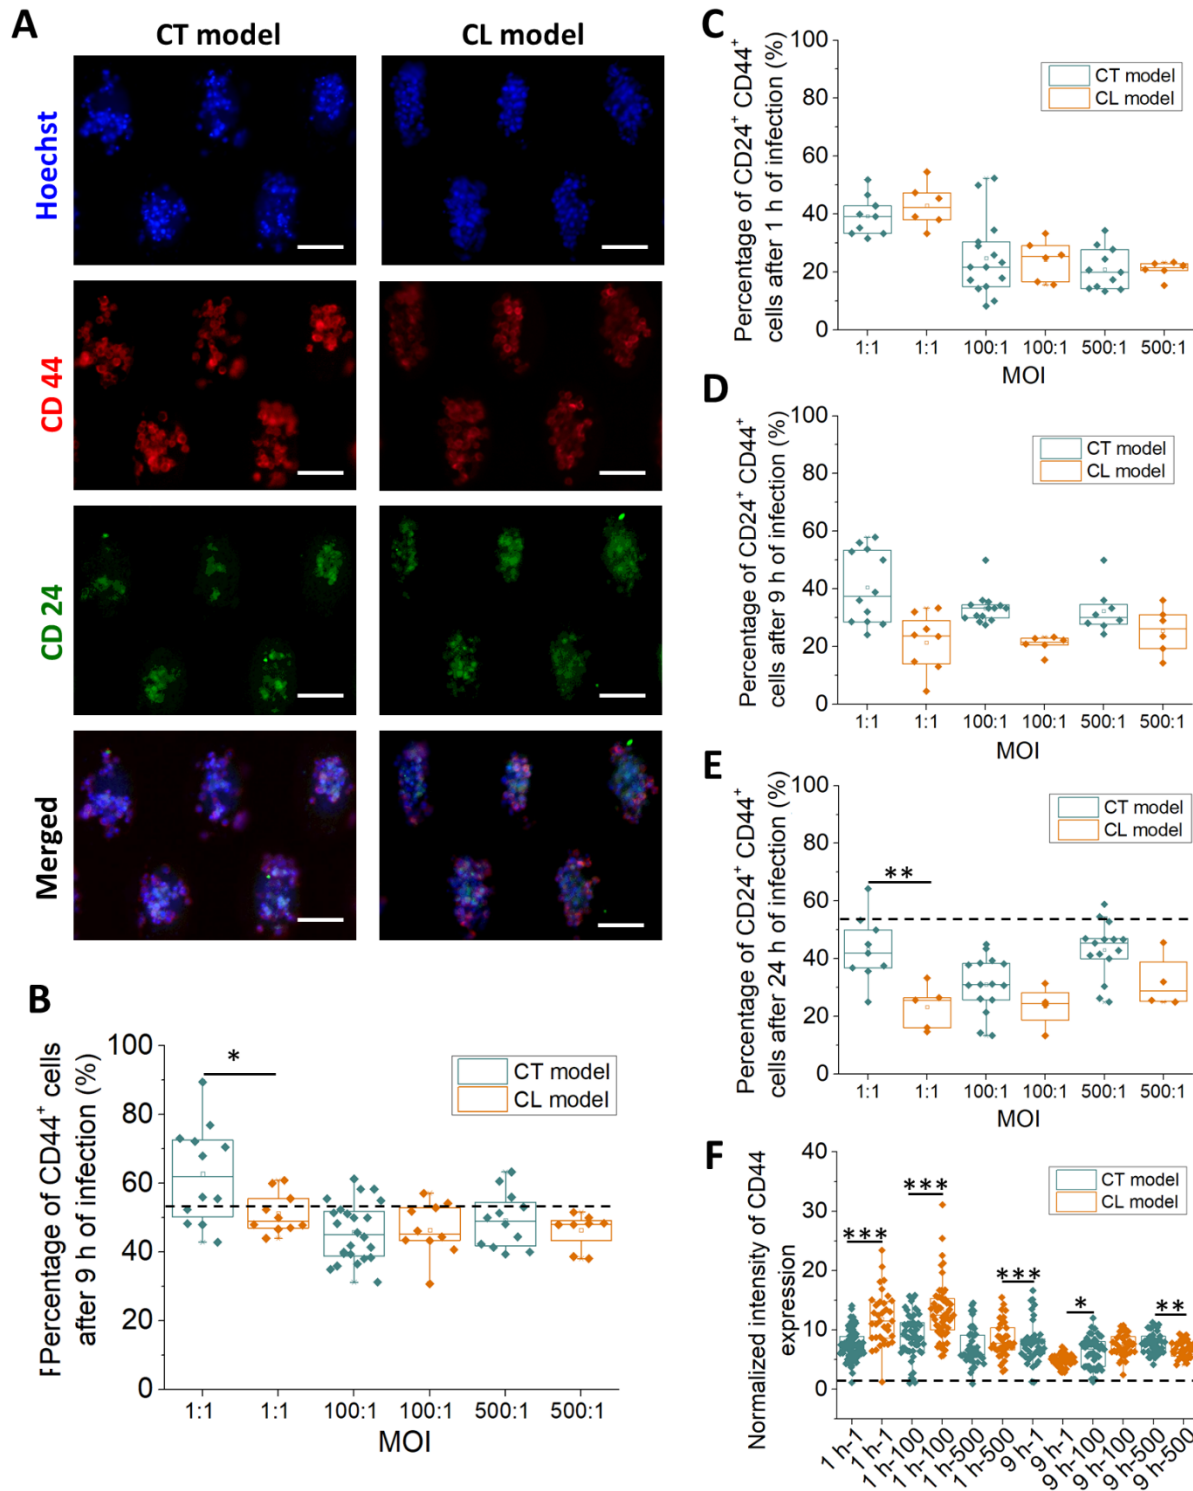 A
CT model
CL model
Hoechst
CD 44
CD 24
Merged
B
FPercentage of CD44+ cells
after 9 h of infection (%)
100
80
60
40
20
0
*
CT model
CL model
1:1
1:1
100:1
100:1
500:1
500:1
MOI
C
Percentage of CD24+ CD44+
cells after 1 h of infection (%)
100
80
60
40
20
0
CT model
CL model
1:1
1:1
100:1
100:1
500:1
500:1
MOI
D
Percentage of CD24+ CD44+
cells after 9 h of infection (%)
100
80
60
40
20
0
CT model
CL model
1:1
1:1
100:1
100:1
500:1
500:1
MOI
E
Percentage of CD24+ CD44+
cells after 24 h of infection (%)
100
80
60
40
20
0
**
CT model
CL model
1:1
1:1
100:1
100:1
500:1
500:1
MOI
F
Normalized intensity of CD44
expression
40
30
20
10
0
***
***
***
*
**
CT model
CL model
1 h-1
1 h-1
1 h-100
1 h-100
1 h-500
1 h-500
9 h-1
9 h-1
9 h-100
9 h-100
9 h-500
9 h-500